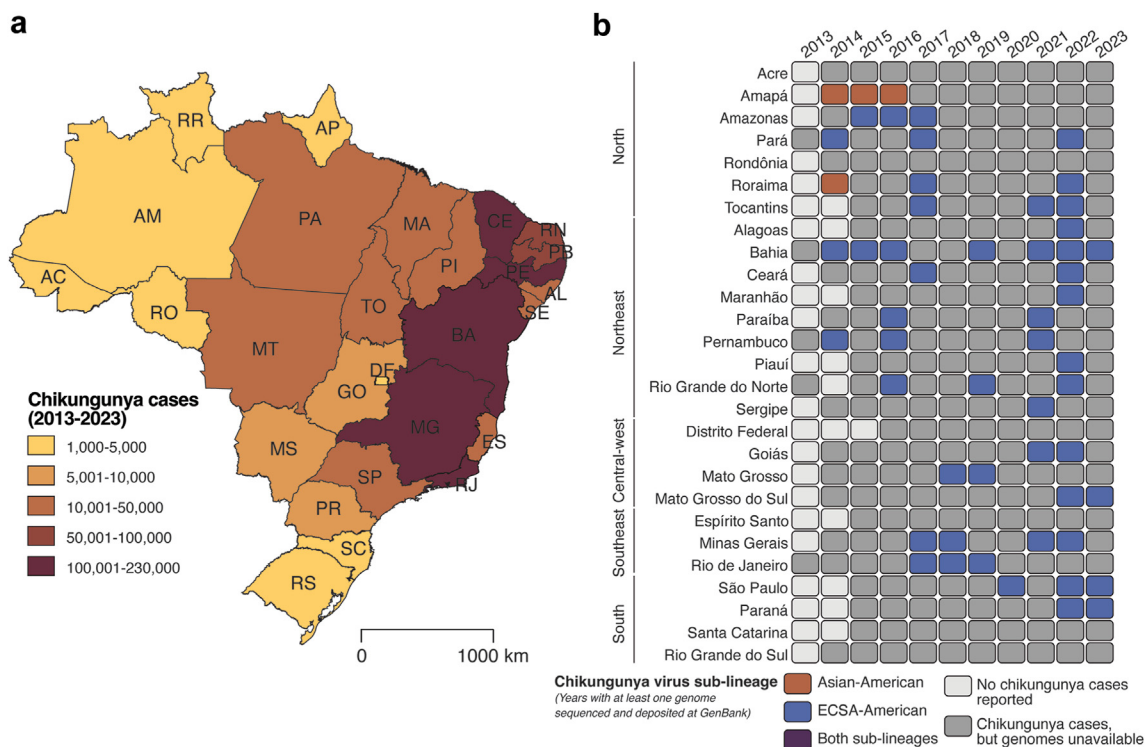 a
RR
AP
AM
PA
MA
CE
RN
PB
PI
PE
AC
TO
AL
SE
RO
BA
MT
DF
GO
MG
ES
MS
SP
RJ
PR
SC
RS
Chikungunya cases
(2013-2023)
1,000-5,000
5,001-10,000
10,001-50,000
50,001-100,000
100,001-230,000
0 1000 km
b
2013 2014 2015 2016 2017 2018 2019 2020 2021 2022 2023
North
Acre
Amapá
Amazonas
Pará
Rondônia
Roraima
Tocantins
Northeast
Alagoas
Bahia
Ceará
Maranhão
Paraíba
Pernambuco
Piauí
Rio Grande do Norte
Sergipe
Central-west
Distrito Federal
Goiás
Mato Grosso
Mato Grosso do Sul
Southeast
Espírito Santo
Minas Gerais
Rio de Janeiro
South
São Paulo
Paraná
Santa Catarina
Rio Grande do Sul
Chikungunya virus sub-lineage
(Years with at least one genome
sequenced and deposited at GenBank)
Asian-American
ECSA-American
Both sub-lineages
No chikungunya cases
reported
Chikungunya cases,
but genomes unavailable